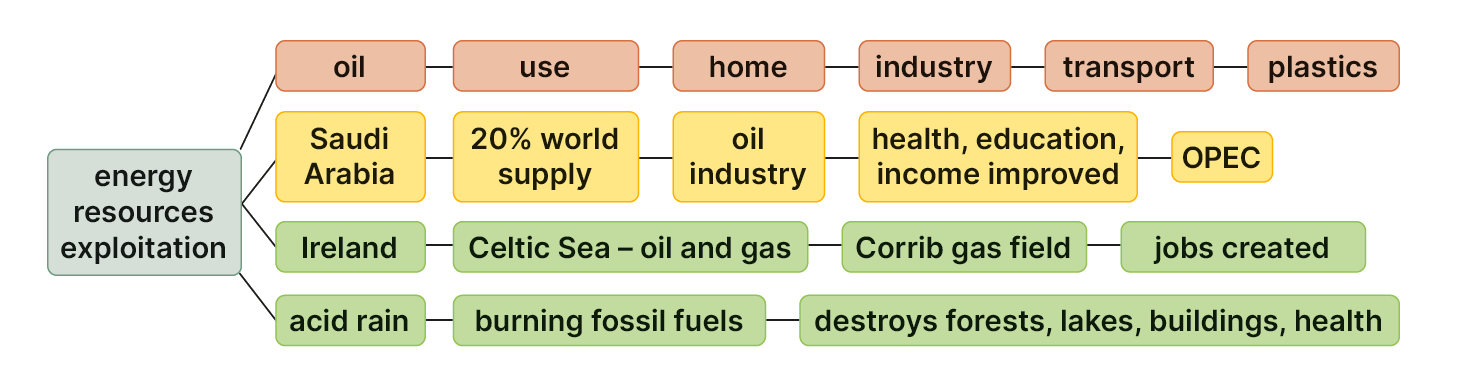 energy
resources
exploitation
oil
use
home
industry
transport
plastics
Saudi
Arabia
20% world
supply
oil
industry
health, education,
income improved
OPEC
Ireland
Celtic Sea – oil and gas
Corrib gas field
jobs created
acid rain
burning fossil fuels
destroys forests, lakes, buildings, health